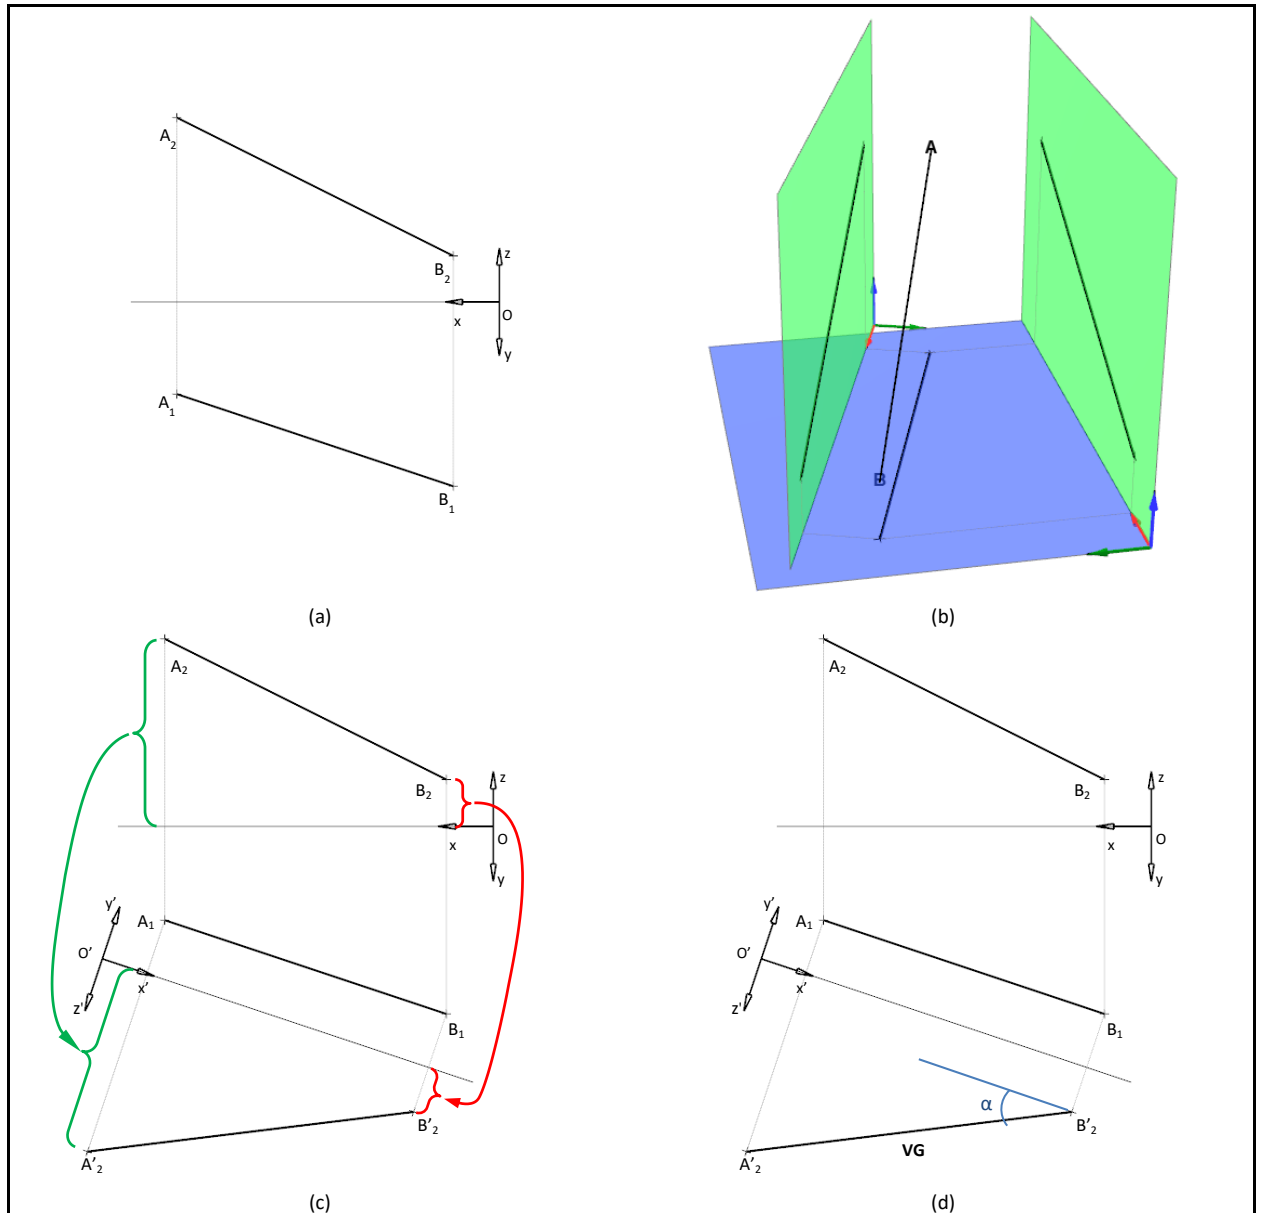 A2
B2
z
x
O
y
A1
B1
(a)
A
B
(b)
A2
B2
z
x
O
y
y’
A1
O’
x’
z'
B1
B’2
A’2
(c)
A2
B2
z
x
O
y
y’
A1
O’
x’
z'
B1
α
B’2
VG
A’2
(d)